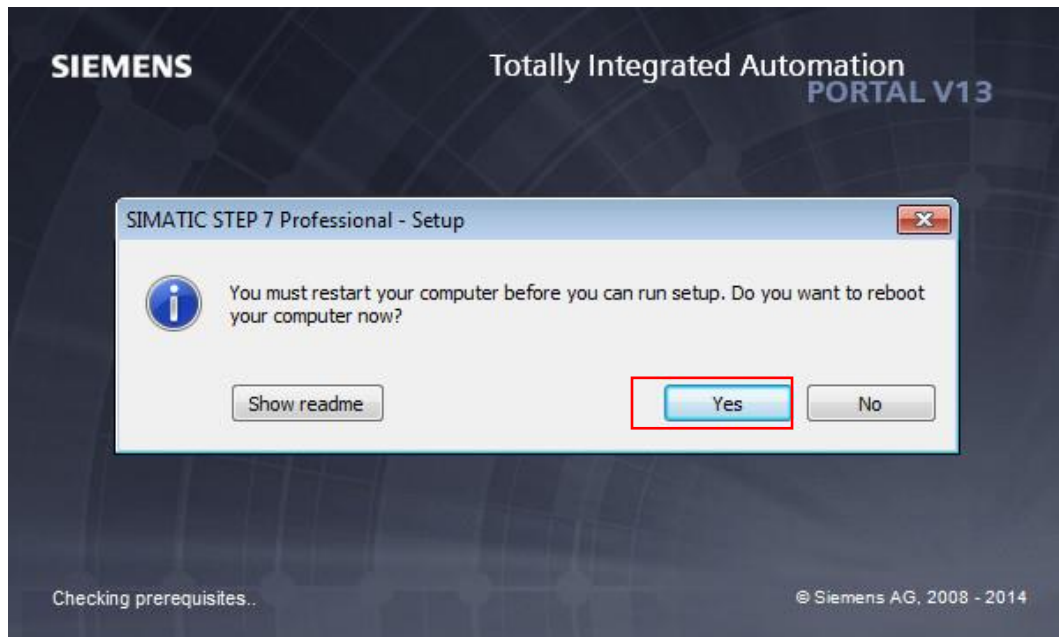 SIEMENS
Totally Integrated Automation
PORTAL V13
SIMATIC STEP 7 Professional - Setup
You must restart your computer before you can run setup. Do you want to reboot
your computer now?
Show readme
Yes
No
Checking prerequisites..
© Siemens AG, 2008 - 2014